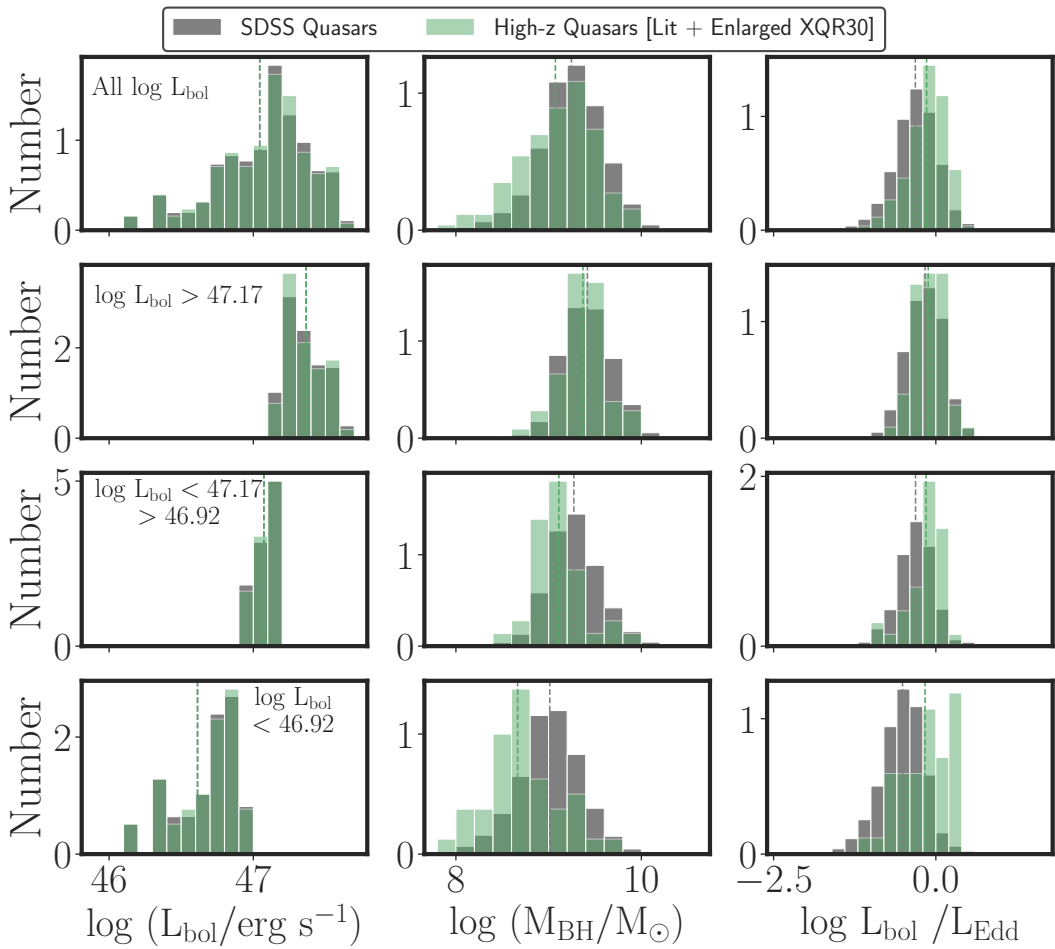 SDSS Quasars
High-z Quasars [Lit + Enlarged XQR30]
Number
1
0
All log L_bol
1
0
1
0
Number
2
0
log L_bol > 47.17
1
0
1
0
Number
5
0
log L_bol < 47.17
> 46.92
1
0
2
0
Number
2
0
log L_bol
< 46.92
1
0
1
0
46 47
8 10
−2.5 0.0
log (L_bol/erg s⁻¹)
log (M_BH/M_⊙)
log L_bol /L_Edd